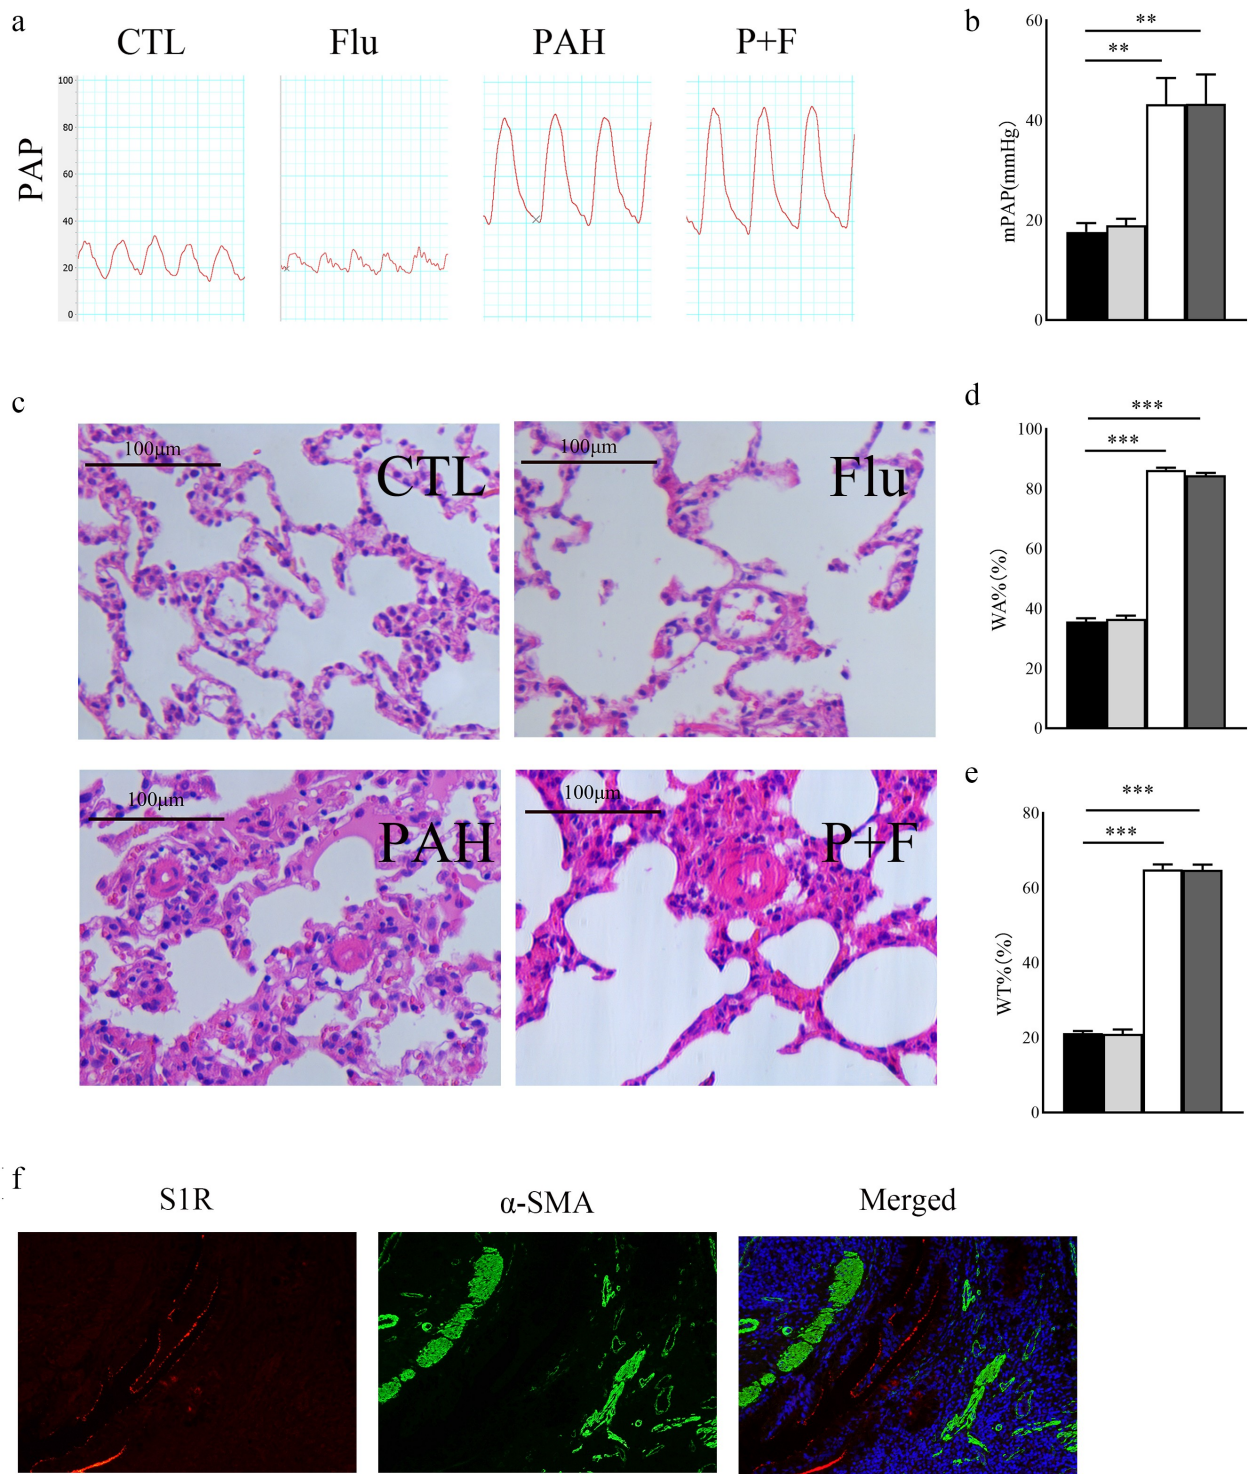 a
CTL Flu PAH P+F
PAP
100
80
60
40
20
0
b
**
**
mPAP(mmHg)
60
40
20
0
c
100μm
CTL
100μm
Flu
100μm
PAH
100μm
P+F
d
***
***
WA%(%)
100
80
60
40
20
0
e
***
***
WT%(%)
80
60
40
20
0
f
S1R α-SMA Merged